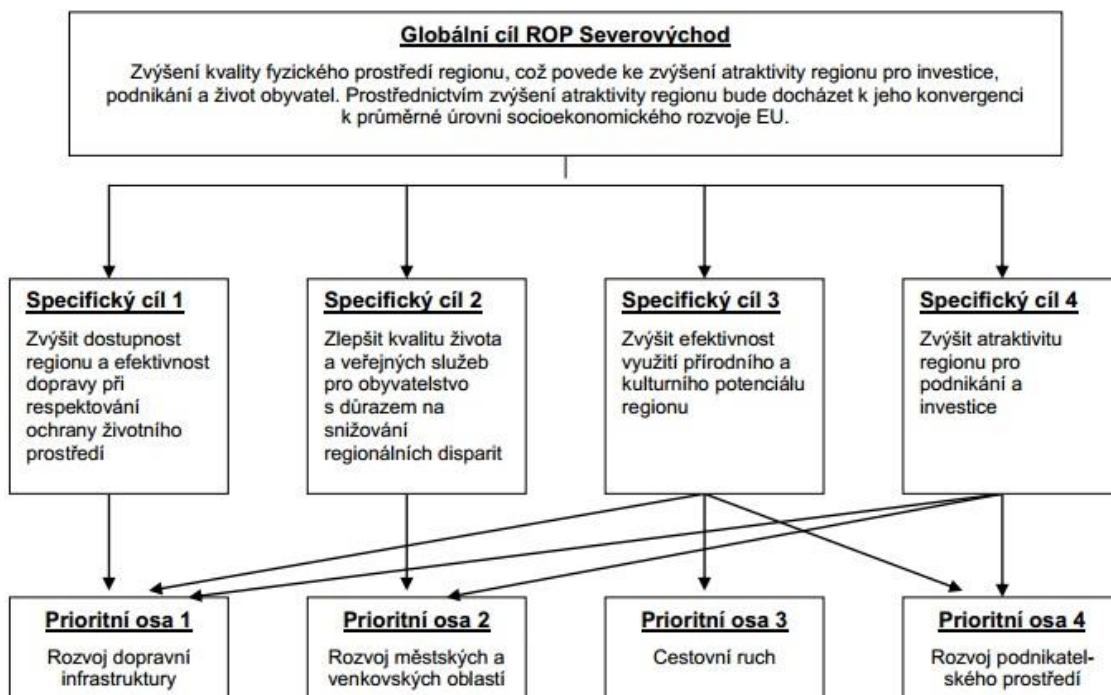 Globální cíl ROP Severovýchod
Zvýšení kvality fyzického prostředí regionu, což povede ke zvýšení atraktivity regionu pro investice,
podnikání a život obyvatel. Prostřednictvím zvýšení atraktivity regionu bude docházet k jeho konvergenci
k průměrné úrovni socioekonomického rozvoje EU.
Specifický cíl 1
Zvýšit dostupnost
regionu a efektivnost
dopravy při
respektování
ochrany životního
prostředí
Specifický cíl 2
Zlepšit kvalitu života
a veřejných služeb
pro obyvatelstvo
s důrazem na
snižování
regionálních disparit
Specifický cíl 3
Zvýšit efektivnost
využití přírodního a
kulturního potenciálu
regionu
Specifický cíl 4
Zvýšit atraktivitu
regionu pro
podnikání a
investice
Prioritní osa 1
Rozvoj dopravní
infrastruktury
Prioritní osa 2
Rozvoj městských a
venkovských oblastí
Prioritní osa 3
Cestovní ruch
Prioritní osa 4
Rozvoj podnikatel-
ského prostředí